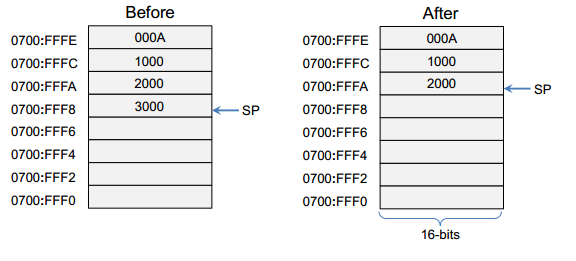 Before
0700:FFFE 000A
0700:FFFC 1000
0700:FFFA 2000
0700:FFF8 3000 SP
0700:FFF6
0700:FFF4
0700:FFF2
0700:FFF0
After
0700:FFFE 000A
0700:FFFC 1000
0700:FFFA 2000 SP
0700:FFF8
0700:FFF6
0700:FFF4
0700:FFF2
0700:FFF0
16-bits